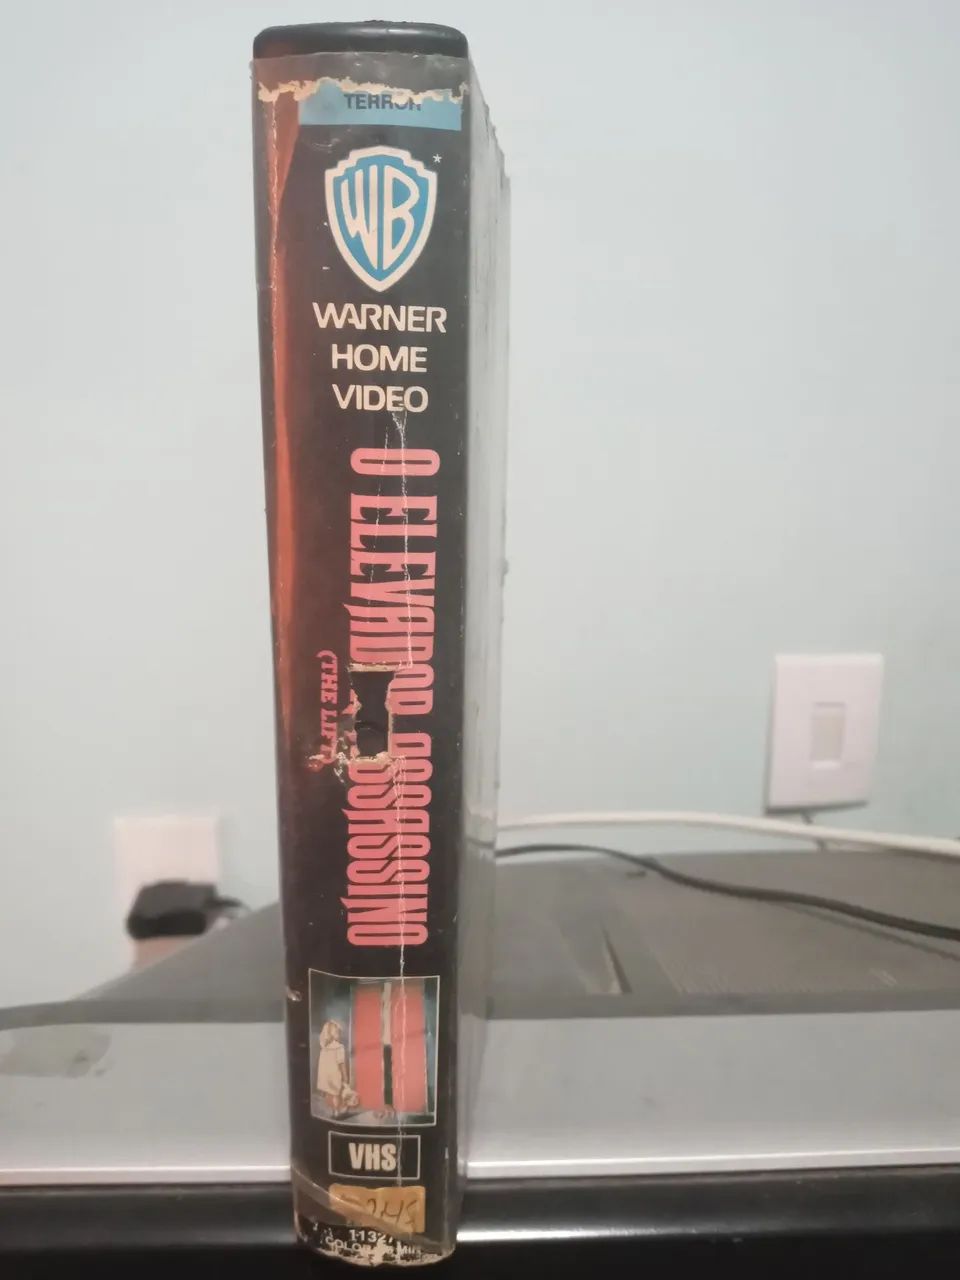 TERROR
WB
WARNER
HOME
VIDEO
O ELEVADOR ASSASSINO
(THE LIFT)
VHS